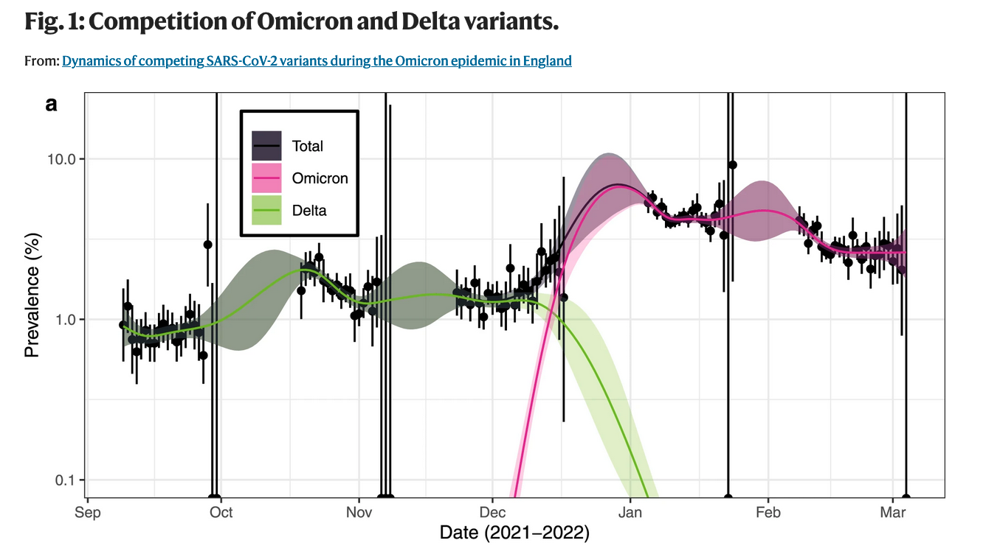 Fig. 1: Competition of Omicron and Delta variants.
From: Dynamics of competing SARS-CoV-2 variants during the Omicron epidemic in England
a
Total
Omicron
Delta
10.0
1.0
0.1
Prevalence (%)
Sep Oct Nov Dec Jan Feb Mar
Date (2021–2022)